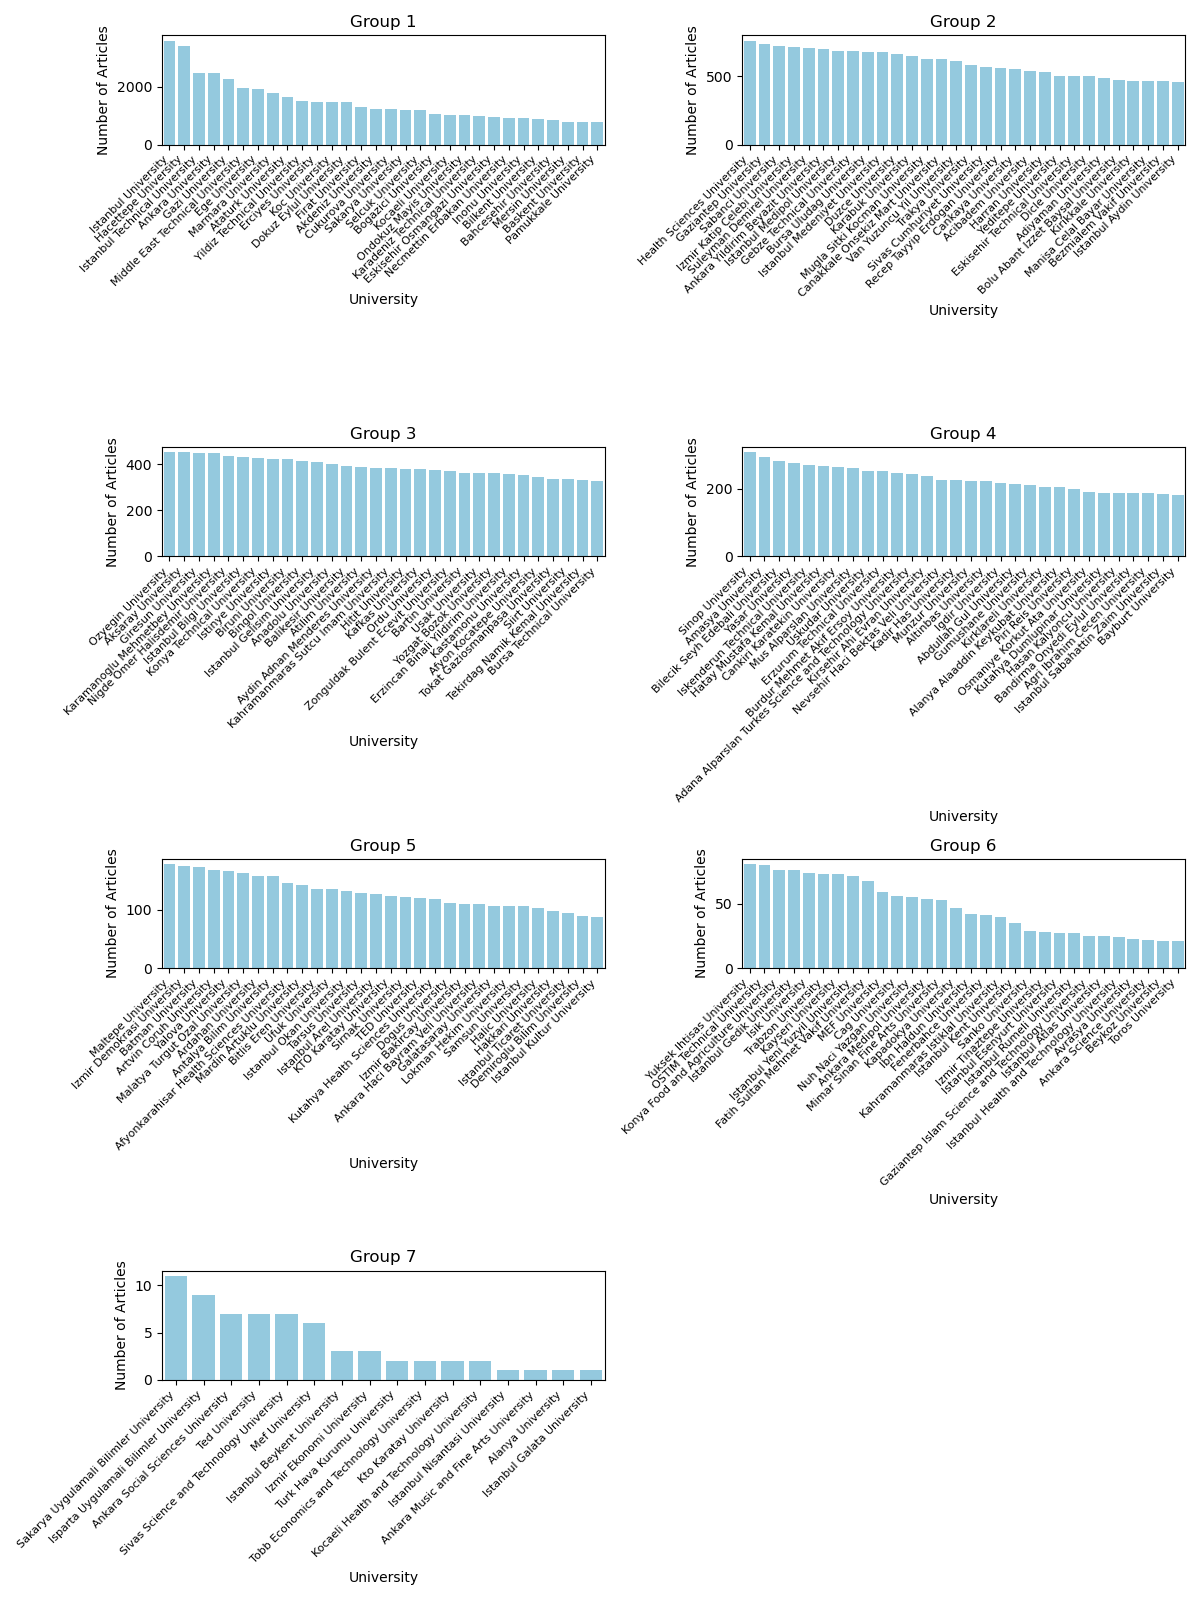 Group 1
Number of Articles
2000
0
Istanbul University
Hacettepe University
Ankara University
Istanbul Technical University
Gazi University
Middle East Technical University
Ege University
Marmara University
Ataturk University
Yildiz Technical University
Erciyes University
Koc University
Dokuz Eylul University
Firat University
Akdeniz University
Cukurova University
Sakarya University
Selcuk University
Bogazici University
Kocaeli University
Ondokuz Mayis University
Karadeniz Technical University
Eskisehir Osmangazi University
Necmettin Erbakan University
Inonu University
Bilkent University
Bahcesehir University
Mersin University
Baskent University
Pamukkale University
University
Group 2
Number of Articles
500
0
Health Sciences University
Gaziantep University
Sabanci University
Izmir Katip Celebi University
Suleyman Demirel University
Ankara Yildirim Beyazit University
Istanbul Medipol University
Gebze Technical University
Bursa Uludag University
Istanbul Medeniyet University
Duzce University
Karabuk University
Mugla Sitki Kocman University
Canakkale Onsekiz Mart University
Van Yuzuncu Yil University
Trakya University
Sivas Cumhuriyet University
Recep Tayyip Erdogan University
Cankaya University
Acibadem University
Harran University
Yeditepe University
Eskisehir Technical University
Dicle University
Adiyaman University
Bolu Abant Izzet Baysal University
Kirikkale University
Manisa Celal Bayar University
Bezmialem Vakif University
Istanbul Aydin University
University
Group 3
Number of Articles
400
200
0
Ozyegin University
Aksaray University
Giresun University
Karamanoglu Mehmetbey University
Nigde Omer Halisdemir University
Istanbul Bilgi University
Konya Technical University
Istinye University
Biruni University
Bingol University
Istanbul Gelisim University
Anadolu University
Balikesir University
Atilim University
Aydin Adnan Menderes University
Kahramanmaras Sutcu Imam University
Hitit University
Kafkas University
Ordu University
Zonguldak Bulent Ecevit University
Bartin University
Usak University
Yozgat Bozok University
Erzincan Binali Yildirim University
Kastamonu University
Afyon Kocatepe University
Tokat Gaziosmanpasa University
Siirt University
Tekirdag Namik Kemal University
Bursa Technical University
University
Group 4
Number of Articles
200
0
Sinop University
Amasya University
Bilecik Seyh Edebali University
Yasar University
Iskenderun Technical University
Hatay Mustafa Kemal University
Cankiri Karatekin University
Mus Alparslan University
Uskudar University
Erzurum Technical University
Burdur Mehmet Akif Ersoy University
Adana Alparslan Turkes Science and Technology University
Kirsehir Ahi Evran University
Nevsehir Haci Bektas Veli University
Kadir Has University
Munzur University
Altinbas University
Igdir University
Abdullah Gul University
Gumushane University
Kirklareli University
Alanya Alaaddin Keykubat University
Piri Reis University
Osmaniye Korkut Ata University
Kutahya Dumlupinar University
Hasan Kalyoncu University
Bandirma Onyedi Eylul University
Agri Ibrahim Cecen University
Istanbul Sabahattin Zaim University
Bayburt University
University
Group 5
Number of Articles
100
0
Maltepe University
Izmir Demokrasi University
Batman University
Artvin Coruh University
Yalova University
Malatya Turgut Ozal University
Ardahan University
Antalya Bilim University
Afyonkarahisar Health Sciences University
Mardin Artuklu University
Bitlis Eren University
Ufuk University
Istanbul Okan University
Tarsus University
Istanbul Arel University
KTO Karatay University
Sirnak University
TED University
Kutahya Health Sciences University
Dogus University
Izmir Bakircay University
Ankara Haci Bayram Veli University
Galatasaray University
Lokman Hekim University
Samsun University
Halic University
Hakkari University
Istanbul Ticaret University
Demiroglu Bilim University
Istanbul Kultur University
University
Group 6
Number of Articles
50
0
Yuksek Ihtisas University
OSTIM Technical University
Konya Food and Agriculture University
Istanbul Gedik University
Isik University
Trabzon University
Kayseri University
Istanbul Yeni Yuzyil University
Fatih Sultan Mehmet Vakif University
MEF University
Cag University
Nuh Naci Yazgan University
Ankara Medipol University
Mimar Sinan Fine Arts University
Kapadokya University
Ibn Haldun University
Fenerbahce University
Kahramanmaras Istiklal University
Istanbul Kent University
Sanko University
Izmir Tinaztepe University
Istanbul Esenyurt University
Istanbul Rumeli University
Gaziantep Islam Science and Technology University
Istanbul Atlas University
Istanbul Health and Technology University
Avrasya University
Ankara Science University
Beykoz University
Toros University
University
Group 7
Number of Articles
10
5
0
Sakarya Uygulamali Bilimler University
Isparta Uygulamali Bilimler University
Ankara Social Sciences University
Ted University
Sivas Science and Technology University
Mef University
Istanbul Beykent University
Izmir Ekonomi University
Turk Hava Kurumu University
Tobb Economics and Technology University
Kto Karatay University
Kocaeli Health and Technology University
Istanbul Nisantasi University
Ankara Music and Fine Arts University
Alanya University
Istanbul Galata University
University